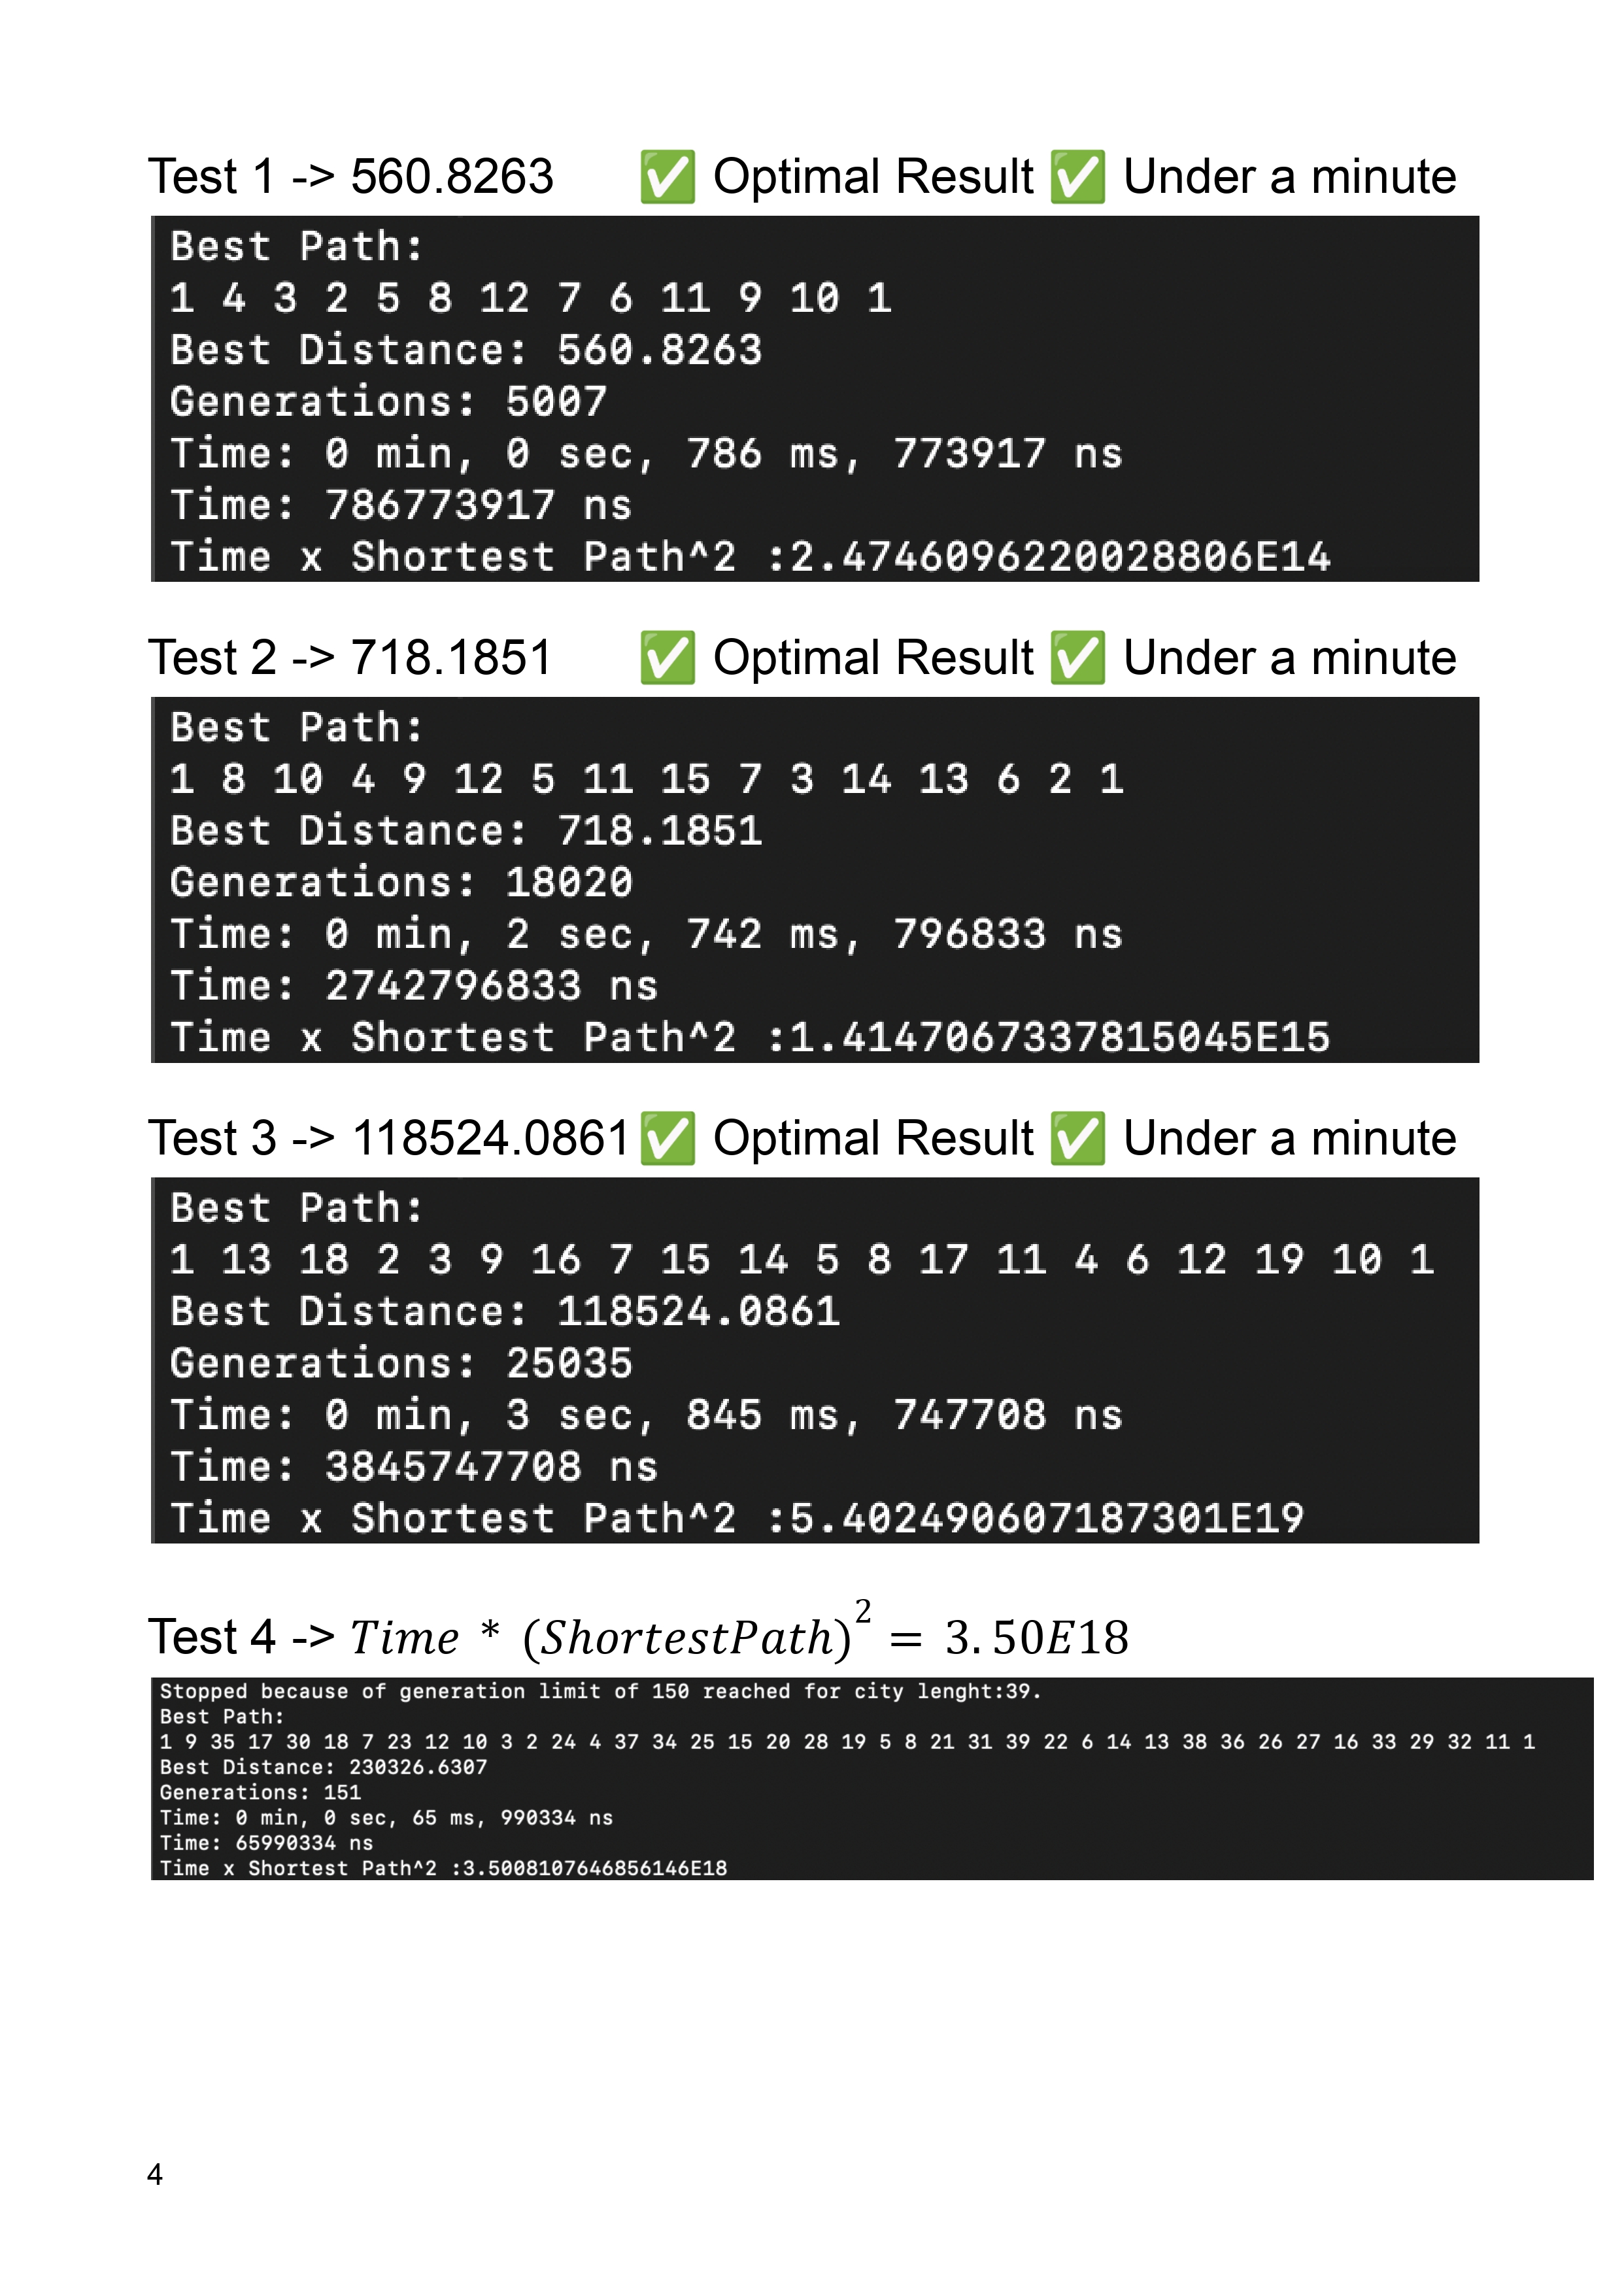 Test 1 -> 560.8263 ✅ Optimal Result ✅ Under a minute
Best Path:
1 4 3 2 5 8 12 7 6 11 9 10 1
Best Distance: 560.8263
Generations: 5007
Time: 0 min, 0 sec, 786 ms, 773917 ns
Time: 786773917 ns
Time x Shortest Path^2 :2.4746096220028806E14
Test 2 -> 718.1851 ✅ Optimal Result ✅ Under a minute
Best Path:
1 8 10 4 9 12 5 11 15 7 3 14 13 6 2 1
Best Distance: 718.1851
Generations: 18020
Time: 0 min, 2 sec, 742 ms, 796833 ns
Time: 2742796833 ns
Time x Shortest Path^2 :1.4147067337815045E15
Test 3 -> 118524.0861 ✅ Optimal Result ✅ Under a minute
Best Path:
1 13 18 2 3 9 16 7 15 14 5 8 17 11 4 6 12 19 10 1
Best Distance: 118524.0861
Generations: 25035
Time: 0 min, 3 sec, 845 ms, 747708 ns
Time: 3845747708 ns
Time x Shortest Path^2 :5.402490607187301E19
Test 4 -> Time * (ShortestPath)² = 3.50E18
Stopped because of generation limit of 150 reached for city lenght:39.
Best Path:
1 9 35 17 30 18 7 23 12 10 3 2 24 4 37 34 25 15 20 28 19 5 8 21 31 39 22 6 14 13 38 36 26 27 16 33 29 32 11 1
Best Distance: 230326.6307
Generations: 151
Time: 0 min, 0 sec, 65 ms, 990334 ns
Time: 65990334 ns
Time x Shortest Path^2 :3.5008107646856146E18
4